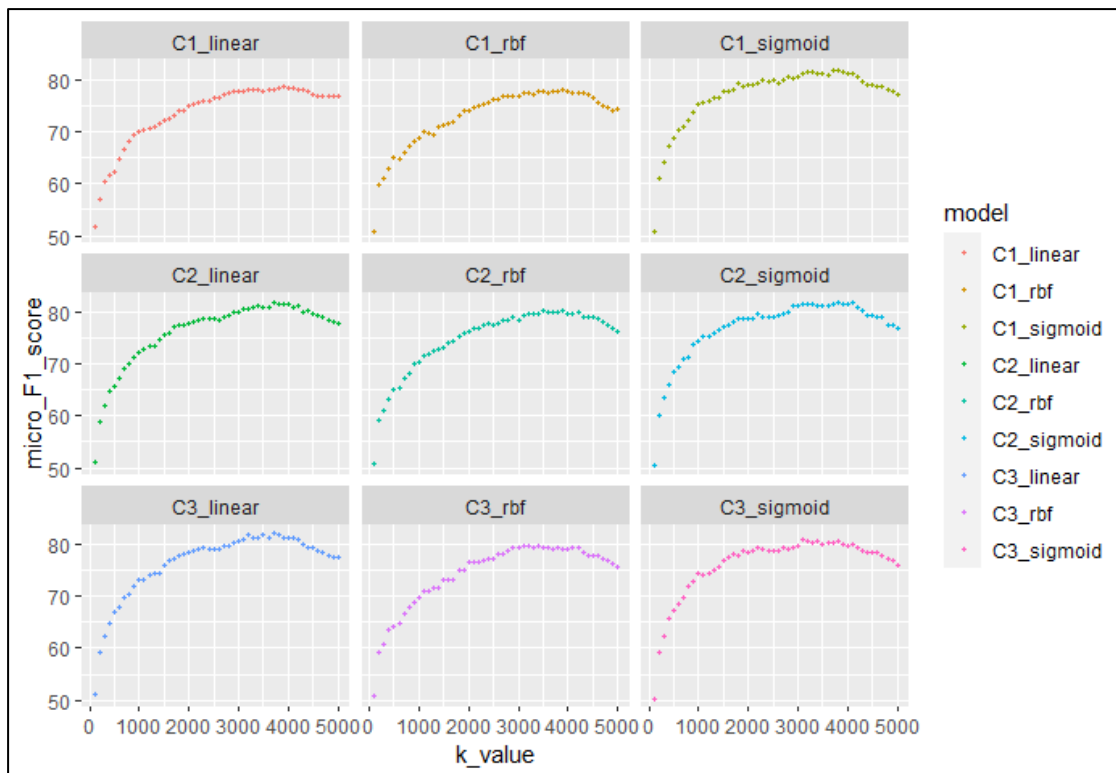 C1_linear C1_rbf C1_sigmoid
80
70
60
50
C2_linear C2_rbf C2_sigmoid
80
70
60
50
C3_linear C3_rbf C3_sigmoid
80
70
60
50
0 1000 2000 3000 4000 5000 0 1000 2000 3000 4000 5000 0 1000 2000 3000 4000 5000
k_value
micro_F1_score
model
C1_linear
C1_rbf
C1_sigmoid
C2_linear
C2_rbf
C2_sigmoid
C3_linear
C3_rbf
C3_sigmoid